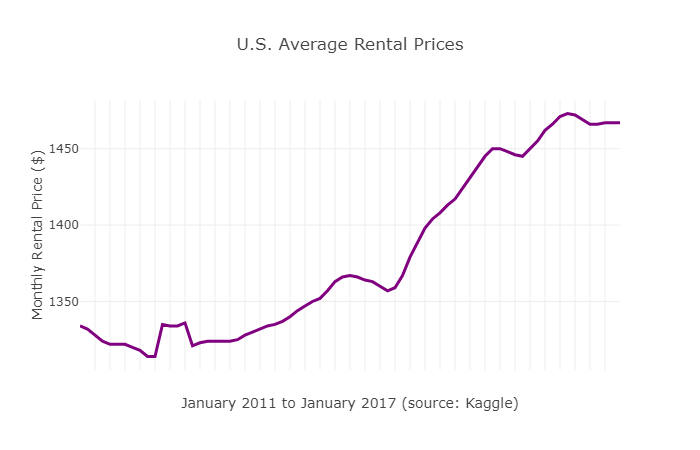 U.S. Average Rental Prices
Monthly Rental Price ($)
1450
1400
1350
January 2011 to January 2017 (source: Kaggle)